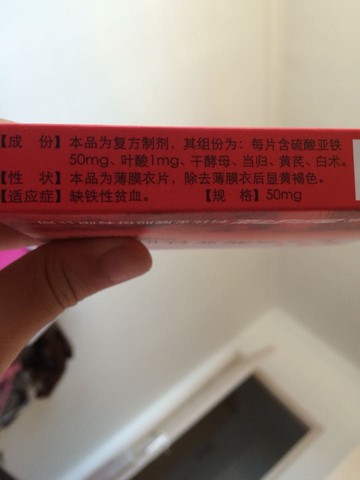 【成 份】 本品为复方制剂，其组份为：每片含硫酸亚铁
50mg、叶酸1mg、干酵母、当归、黄芪、白术。
【性 状】 本品为薄膜衣片，除去薄膜衣后显黄褐色。
【适应症】 缺铁性贫血。 【规 格】 50mg